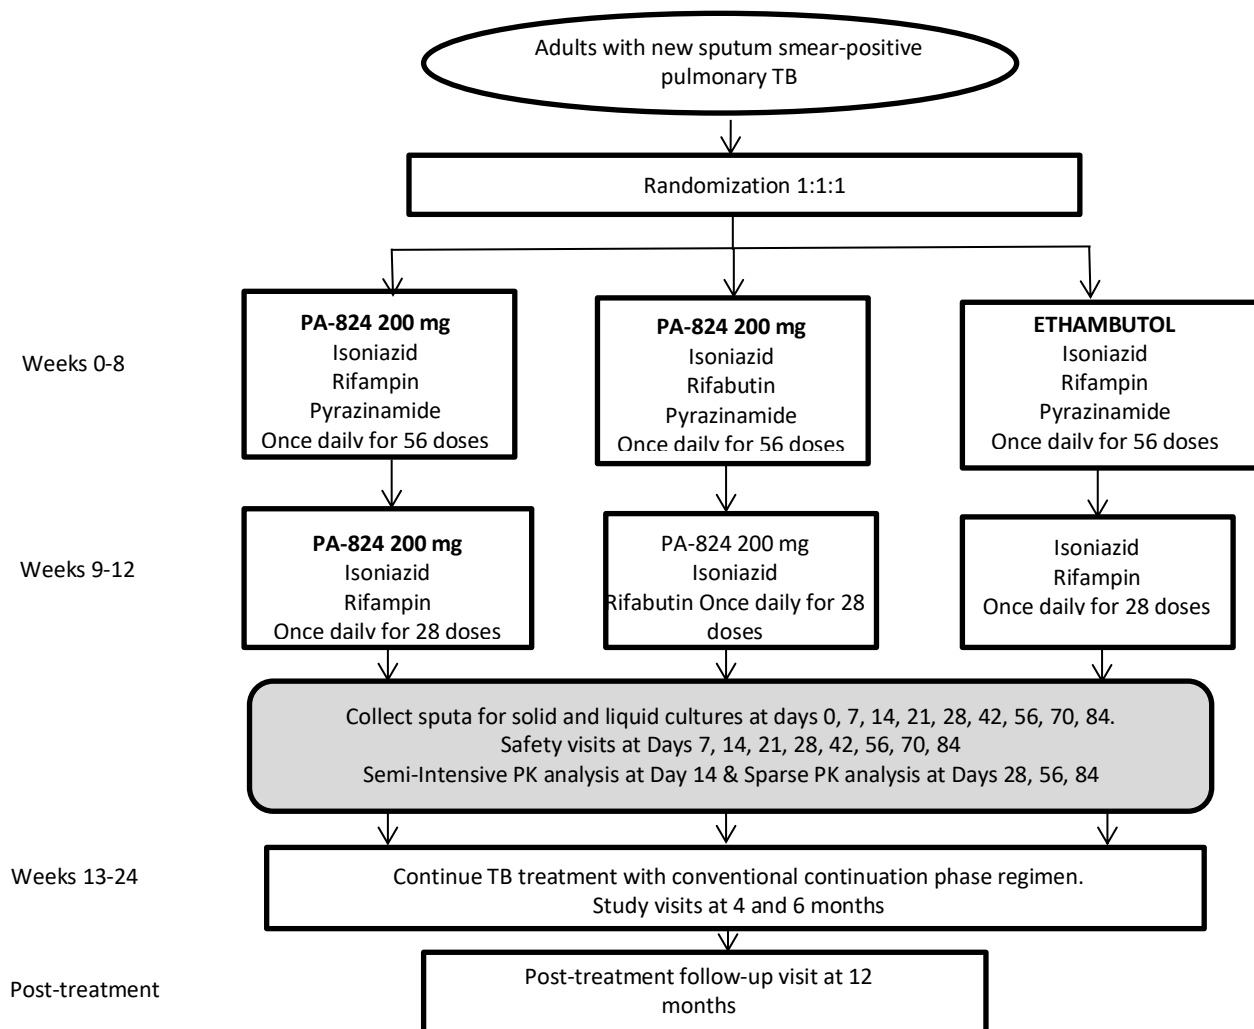 Adults with new sputum smear-positive
pulmonary TB
Randomization 1:1:1
Weeks 0-8
PA-824 200 mg
Isoniazid
Rifampin
Pyrazinamide
Once daily for 56 doses
PA-824 200 mg
Isoniazid
Rifabutin
Pyrazinamide
Once daily for 56 doses
ETHAMBUTOL
Isoniazid
Rifampin
Pyrazinamide
Once daily for 56 doses
Weeks 9-12
PA-824 200 mg
Isoniazid
Rifampin
Once daily for 28 doses
PA-824 200 mg
Isoniazid
Rifabutin Once daily for 28
doses
Isoniazid
Rifampin
Once daily for 28 doses
Collect sputa for solid and liquid cultures at days 0, 7, 14, 21, 28, 42, 56, 70, 84.
Safety visits at Days 7, 14, 21, 28, 42, 56, 70, 84
Semi-Intensive PK analysis at Day 14 & Sparse PK analysis at Days 28, 56, 84
Weeks 13-24
Continue TB treatment with conventional continuation phase regimen.
Study visits at 4 and 6 months
Post-treatment
Post-treatment follow-up visit at 12
months